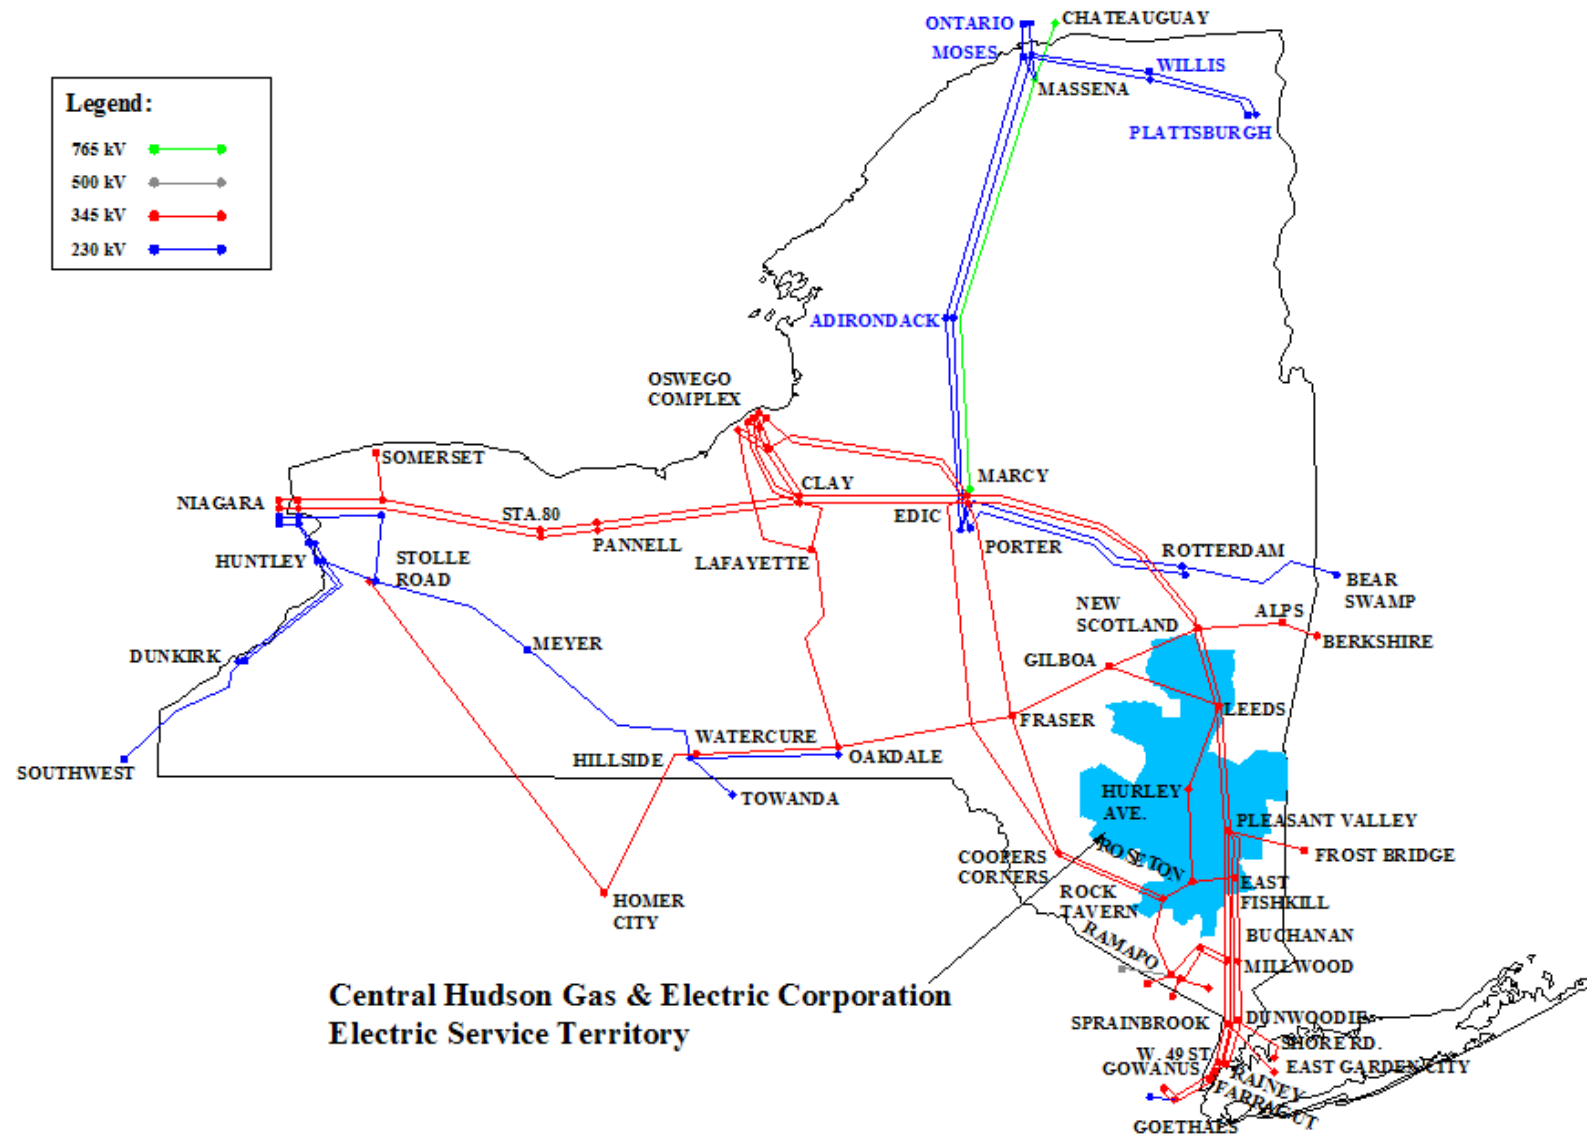 ONTARIO
CHATEAUGUAY
MOSES
WILLIS
MASSENA
PLATTSBURGH
Legend:
765 kV
500 kV
345 kV
230 kV
ADIRONDACK
OSWEGO
COMPLEX
SOMERSET
MARCY
CLAY
NIAGARA
STA.80
EDIC
PANNELL
PORTER
LAFAYETTE
ROTTERDAM
HUNTLEY
STOLLE
ROAD
BEAR
SWAMP
NEW
SCOTLAND
ALPS
BERKSHIRE
MEYER
DUNKIRK
GILBOA
LEEDS
FRASER
WATERCURE
HILLSIDE
OAKDALE
SOUTHWEST
TOWANDA
HURLEY
AVE.
PLEASANT VALLEY
FROST BRIDGE
ROSETON
COOPERS
CORNERS
EAST
FISHKILL
ROCK
TAVERN
HOMER
CITY
RAMAPO
BUCHANAN
MILLWOOD
Central Hudson Gas & Electric Corporation
Electric Service Territory
SPRAINBROOK
DUNWOODIE
SHORE RD.
W. 49 ST
GOWANUS
EAST GARDEN CITY
RAINEY
FARRAGUT
GOETHALS